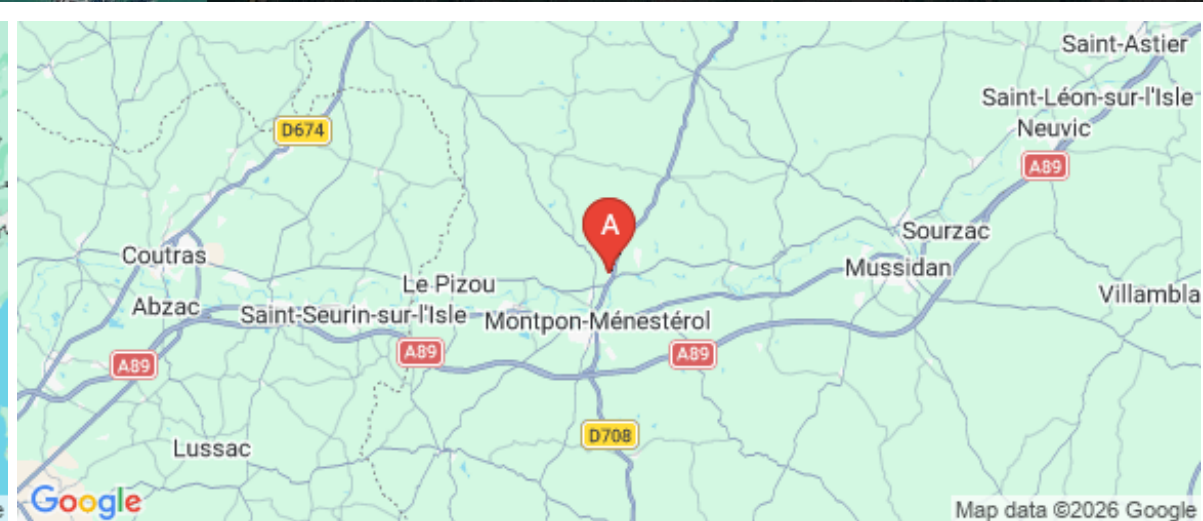 Saint-Astier
Saint-Léon-sur-l'Isle
Neuvic
D674
A89
A
Sourzac
Coutras
Mussidan
Le Pizou
Villambla
Abzac
Saint-Seurin-sur-l'Isle
Montpon-Ménestérol
A89
A89
A89
D708
Lussac
Google
Map data ©2026 Google